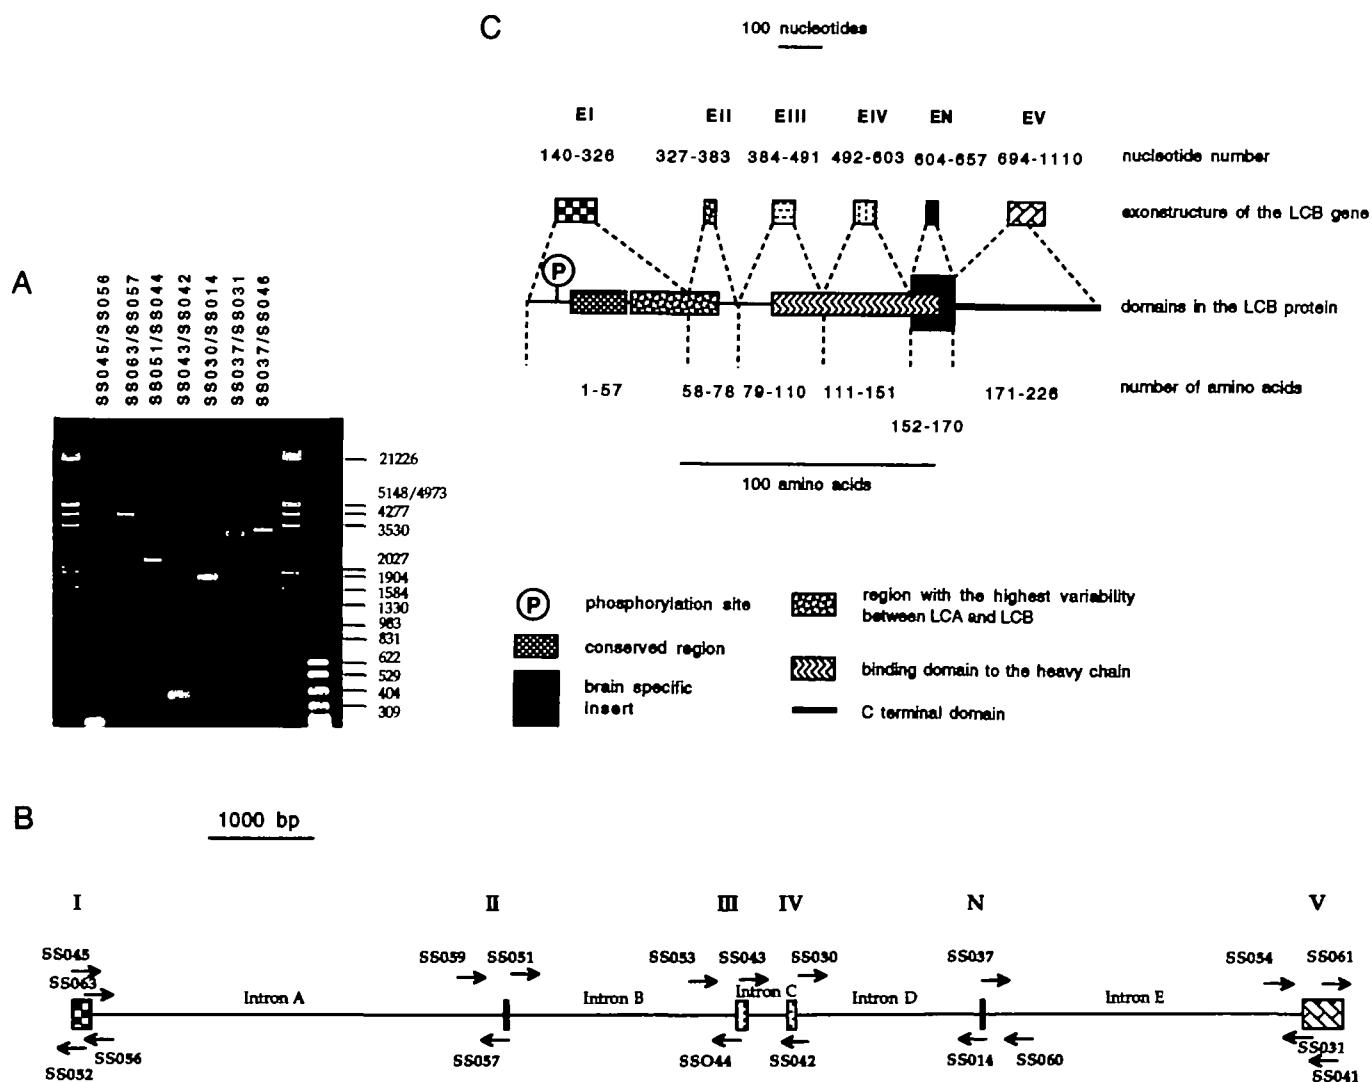 C
100 nucleotides
EI EII EIII EIV EN EV
140-326 327-383 384-491 492-603 604-657 694-1110 nucleotide number
exonstructure of the LCB gene
P
domains in the LCB protein
1-57 58-78 79-110 111-151 171-226 number of amino acids
152-170
100 amino acids
P phosphorylation site
conserved region
brain specific
insert
region with the highest variability
between LCA and LCB
binding domain to the heavy chain
C terminal domain
A
SS045/SS056
SS063/SS057
SS051/SS044
SS043/SS042
SS030/SS014
SS037/SS031
SS037/SS046
21226
5148/4973
4277
3530
2027
1904
1584
1330
983
831
622
529
404
309
B
1000 bp
I II III IV N V
SS045 SS059 SS051 SS053 SS043 SS030 SS037 SS054 SS061
SS063
Intron A Intron B Intron C Intron D Intron E
SS056 SS057 SSO44 SS042 SS014 SS060 SS031
SS052 SS041